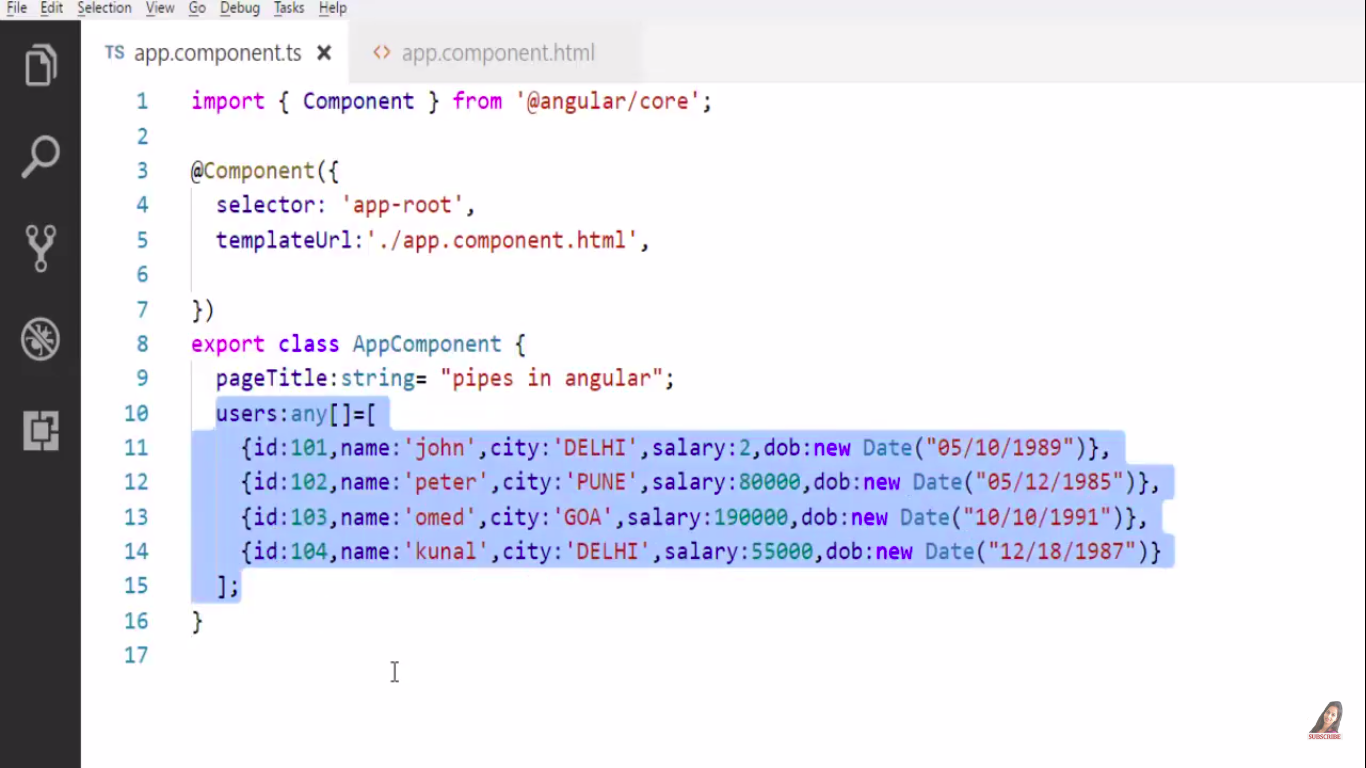 File Edit Selection View Go Debug Tasks Help
TS app.component.ts × <> app.component.html
1 import { Component } from '@angular/core';
2
3 @Component({
4 selector: 'app-root',
5 templateUrl:'./app.component.html',
6
7 })
8 export class AppComponent {
9 pageTitle:string= "pipes in angular";
10 users:any[]=[
11 {id:101,name:'john',city:'DELHI',salary:2,dob:new Date("05/10/1989")},
12 {id:102,name:'peter',city:'PUNE',salary:80000,dob:new Date("05/12/1985")},
13 {id:103,name:'omed',city:'GOA',salary:190000,dob:new Date("10/10/1991")},
14 {id:104,name:'kunal',city:'DELHI',salary:55000,dob:new Date("12/18/1987")}
15 ];
16 }
17
SUBSCRIBE